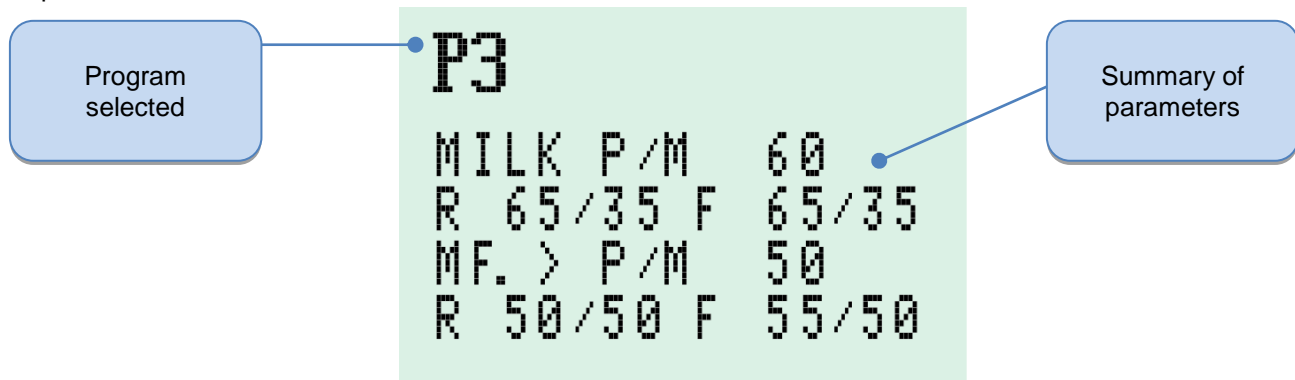 Program
selected
P3
MILK P/M 60
R 65/35 F 65/35
MF. > P/M 50
R 50/50 F 55/50
Summary of
parameters